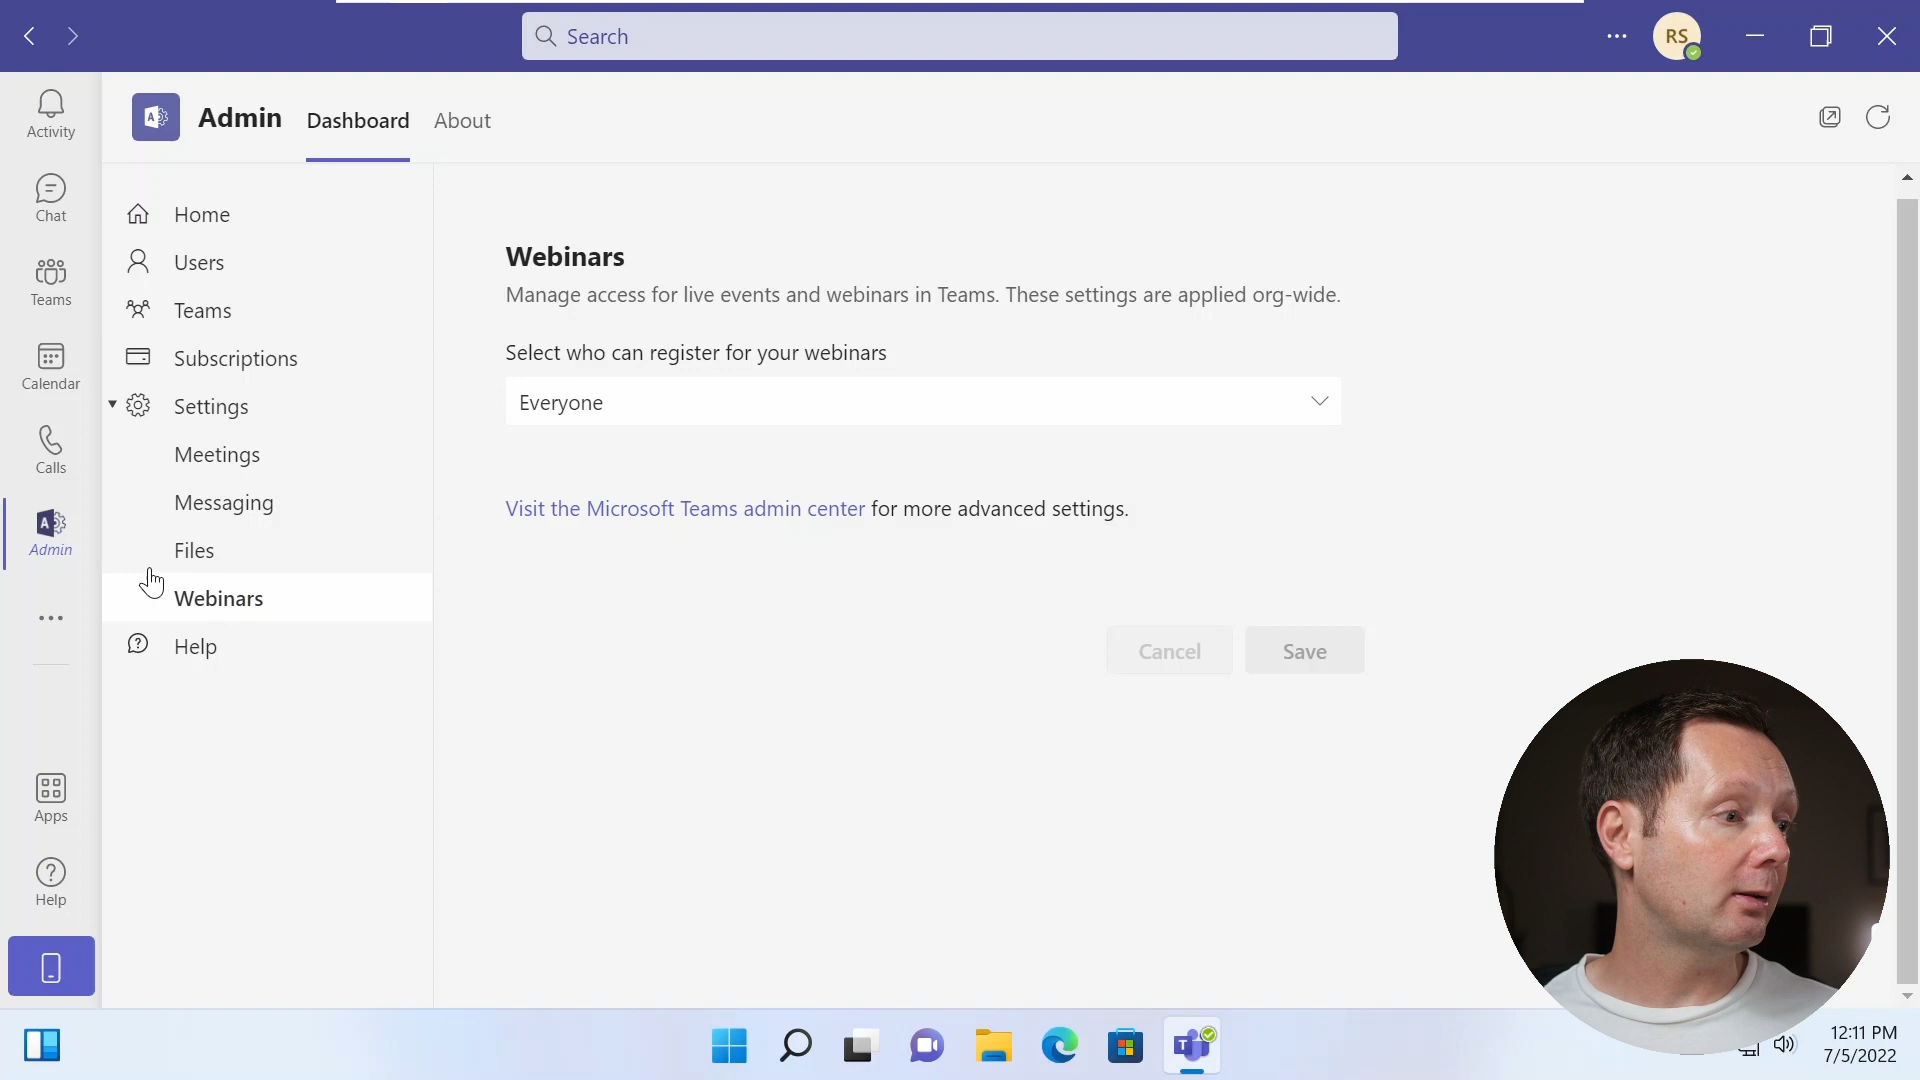 Search
RS
Activity
Chat
Teams
Calendar
Calls
Admin
Apps
Help
Admin
Dashboard
About
Home
Users
Teams
Subscriptions
Settings
Meetings
Messaging
Files
Webinars
Help
Webinars
Manage access for live events and webinars in Teams. These settings are applied org-wide.
Select who can register for your webinars
Everyone
Visit the Microsoft Teams admin center for more advanced settings.
Cancel
Save
12:11 PM
7/5/2022